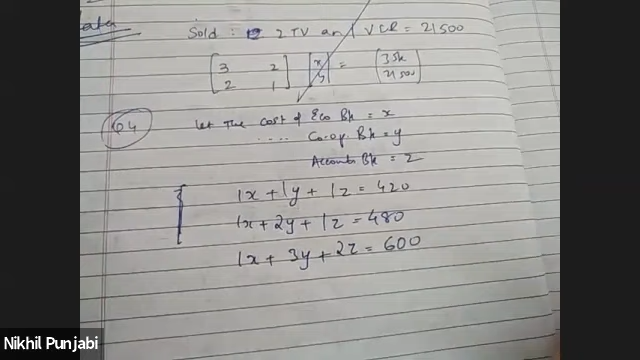 Sold : 2 TV and VCR = 21500
[3 2] [x] = (35k)
[2 1] [y] (21500)
Q4 Let The cost of Eco Bk = x
..... Co.op. Bk = y
Accounts Bk = z
1x + 1y + 1z = 420
1x + 2y + 1z = 480
1x + 3y + 2z = 600
Nikhil Punjabi